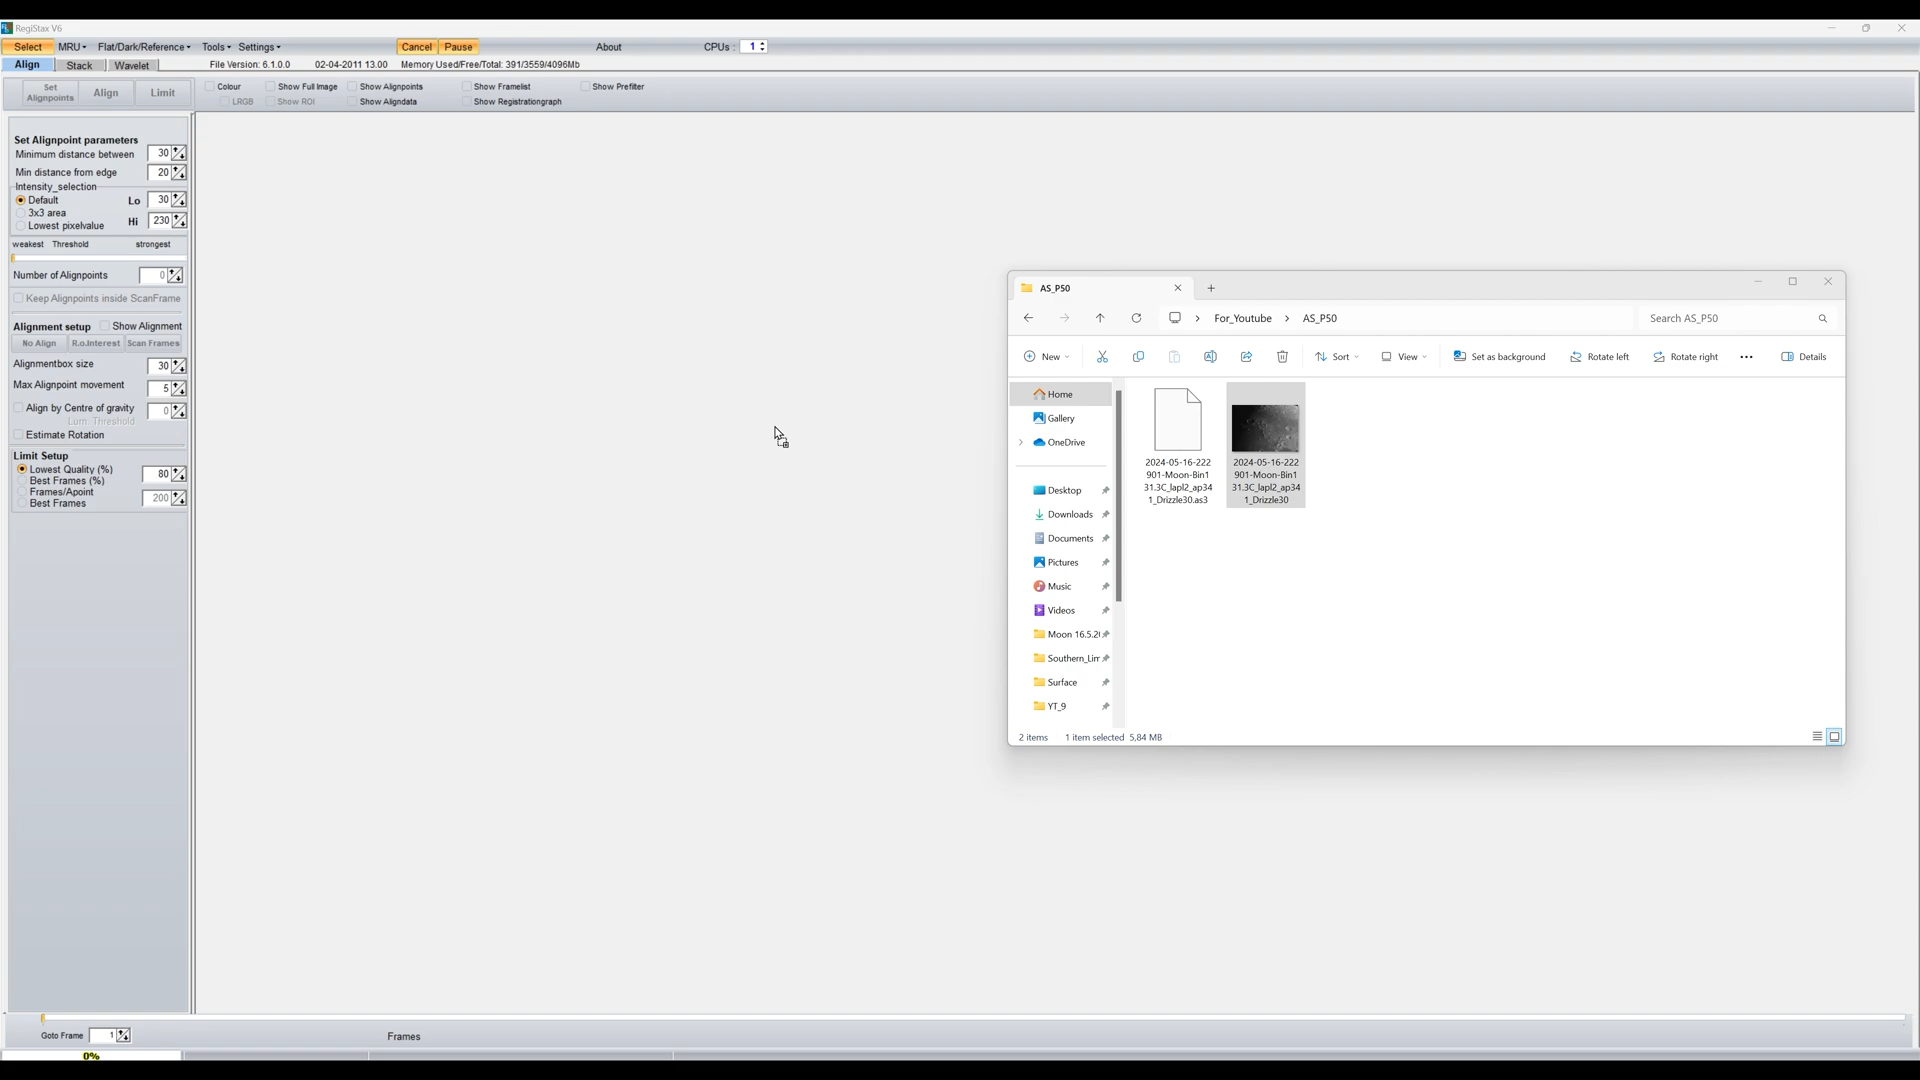 RegiStax V6
Select MRU Flat/Dark/Reference Tools Settings Cancel Pause About CPUs : 1
Align Stack Wavelet File Version: 6.1.0.0 02-04-2011 13.00 Memory Used/Free/Total: 391/3559/4096Mb
Set Alignpoints Align Limit
Colour Show Full Image Show Alignpoints Show Framelist Show Prefilter
LRGB Show ROI Show Aligndata Show Registrationgraph
Set Alignpoint parameters
Minimum distance between 30
Min distance from edge 20
Intensity_selection
Default Lo 30
3x3 area
Lowest pixelvalue Hi 230
weakest Threshold strongest
Number of Alignpoints 0
Keep Alignpoints inside ScanFrame
Alignment setup Show Alignment
No Align R.o.Interest Scan Frames
Alignmentbox size 30
Max Alignpoint movement 5
Align by Centre of gravity 0
Lum. Threshold
Estimate Rotation
Limit Setup
Lowest Quality (%) 80
Best Frames (%)
Frames/Apoint
Best Frames 200
Goto Frame 1 Frames
0%
AS_P50
For_Youtube > AS_P50 Search AS_P50
New Sort View Set as background Rotate left Rotate right Details
Home
Gallery
OneDrive
Desktop
Downloads
Documents
Pictures
Music
Videos
Moon 16.5.2
Southern_Lim
Surface
YT_9
2024-05-16-222
901-Moon-Bin1
31.3C_lapl2_ap34
1_Drizzle30.as3
2024-05-16-222
901-Moon-Bin1
31.3C_lapl2_ap34
1_Drizzle30
2 items 1 item selected 5,84 MB